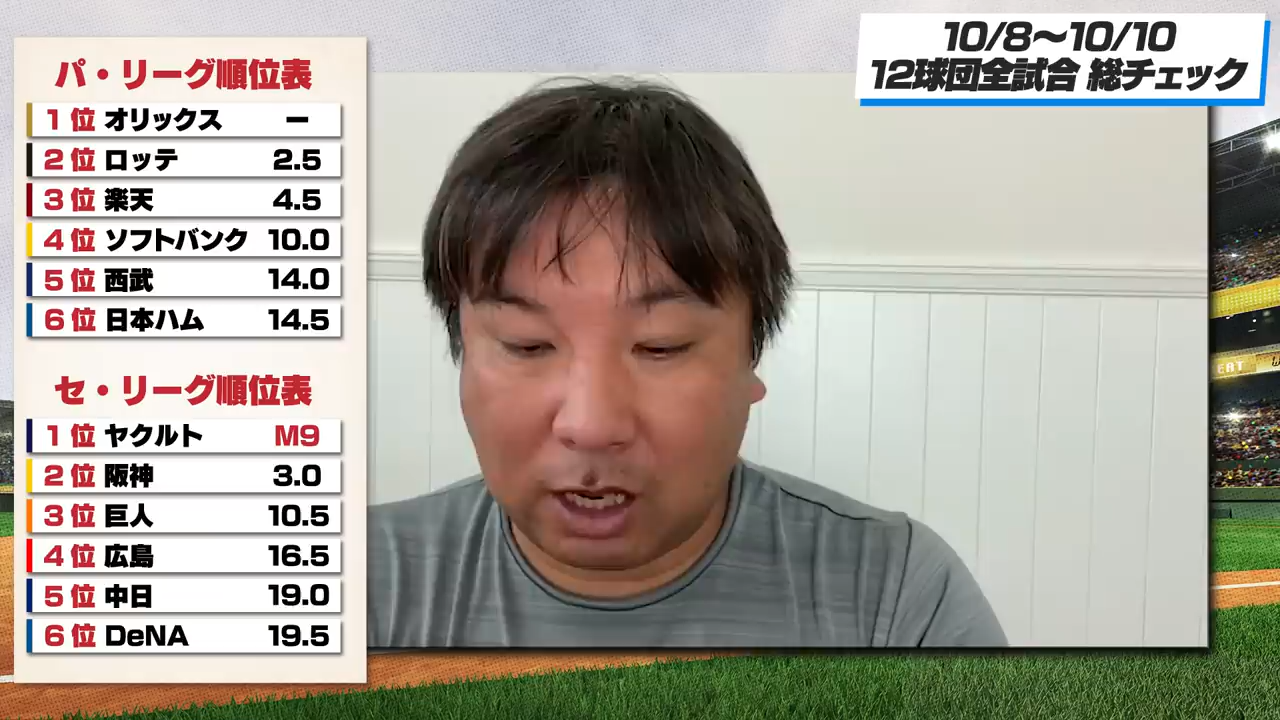 10/8〜10/10
12球団全試合 総チェック
パ・リーグ順位表
1位 オリックス ー
2位 ロッテ 2.5
3位 楽天 4.5
4位 ソフトバンク 10.0
5位 西武 14.0
6位 日本ハム 14.5
セ・リーグ順位表
1位 ヤクルト M9
2位 阪神 3.0
3位 巨人 10.5
4位 広島 16.5
5位 中日 19.0
6位 DeNA 19.5